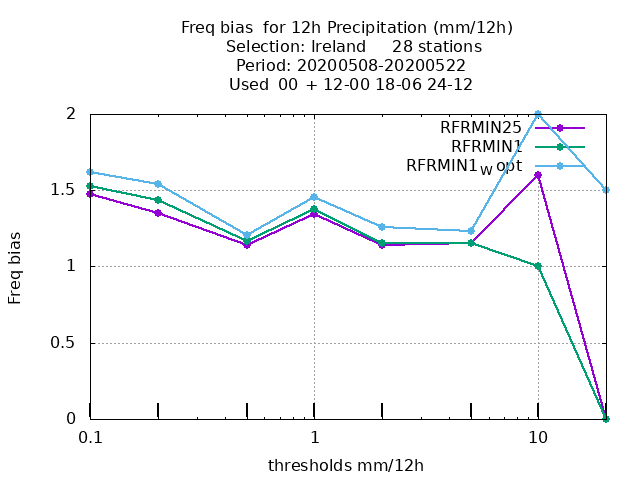 Freq bias  for 12h Precipitation (mm/12h)
Selection: Ireland     28 stations
Period: 20200508-20200522
Used  00  + 12-00 18-06 24-12
RFRMIN25
RFRMIN1
RFRMIN1w opt
2
1.5
1
0.5
0
Freq bias
0.1
1
10
thresholds mm/12h